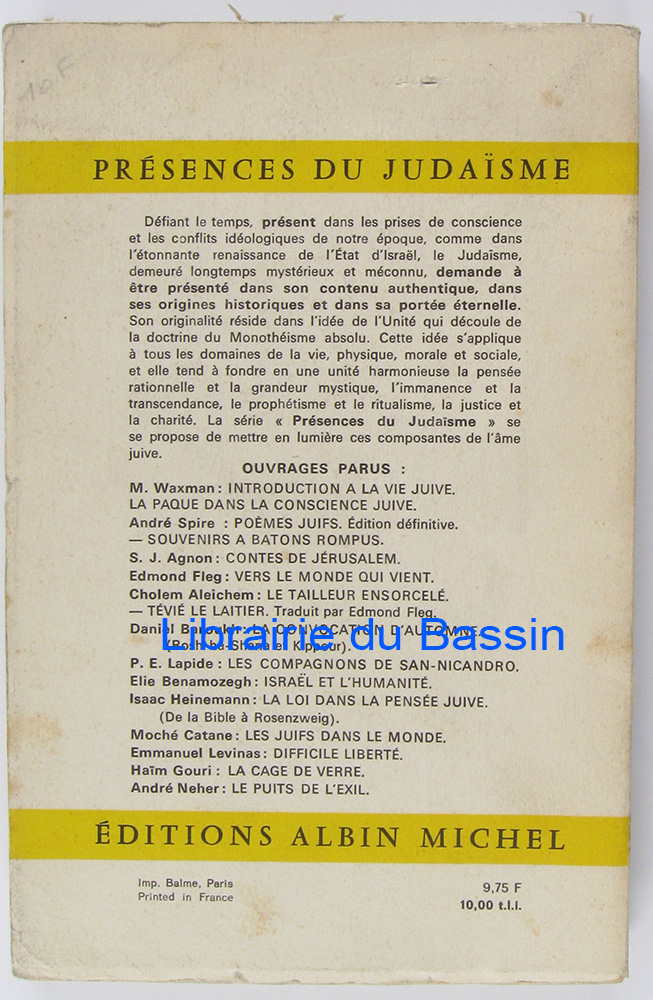 10 F
PRÉSENCES DU JUDAÏSME
Défiant le temps, présent dans les prises de conscience
et les conflits idéologiques de notre époque, comme dans
l'étonnante renaissance de l'État d'Israël, le Judaïsme,
demeuré longtemps mystérieux et méconnu, demande à
être présenté dans son contenu authentique, dans
ses origines historiques et dans sa portée éternelle.
Son originalité réside dans l'idée de l'Unité qui découle de
la doctrine du Monothéisme absolu. Cette idée s'applique
à tous les domaines de la vie, physique, morale et sociale,
et elle tend à fondre en une unité harmonieuse la pensée
rationnelle et la grandeur mystique, l'immanence et la
transcendance, le prophétisme et le ritualisme, la justice et
la charité. La série « Présences du Judaïsme » se
se propose de mettre en lumière ces composantes de l'âme
juive.
OUVRAGES PARUS :
M. Waxman : INTRODUCTION A LA VIE JUIVE.
LA PAQUE DANS LA CONSCIENCE JUIVE.
André Spire : POÈMES JUIFS. Édition définitive.
— SOUVENIRS A BATONS ROMPUS.
S. J. Agnon : CONTES DE JÉRUSALEM.
Edmond Fleg : VERS LE MONDE QUI VIENT.
Cholem Aleichem : LE TAILLEUR ENSORCELÉ.
— TÉVIÉ LE LAITIER. Traduit par Edmond Fleg.
Daniel Baroukh : LA CONVOCATION D'AUTOMNE
Librairie du Bassin
(Rosh-ha-Shana et Kippour).
P. E. Lapide : LES COMPAGNONS DE SAN-NICANDRO.
Elie Benamozegh : ISRAËL ET L'HUMANITÉ.
Isaac Heinemann : LA LOI DANS LA PENSÉE JUIVE.
(De la Bible à Rosenzweig).
Moché Catane : LES JUIFS DANS LE MONDE.
Emmanuel Levinas : DIFFICILE LIBERTÉ.
Haïm Gouri : LA CAGE DE VERRE.
André Neher : LE PUITS DE L'EXIL.
ÉDITIONS ALBIN MICHEL
Imp. Balme, Paris
Printed in France
9,75 F
10,00 t.l.i.